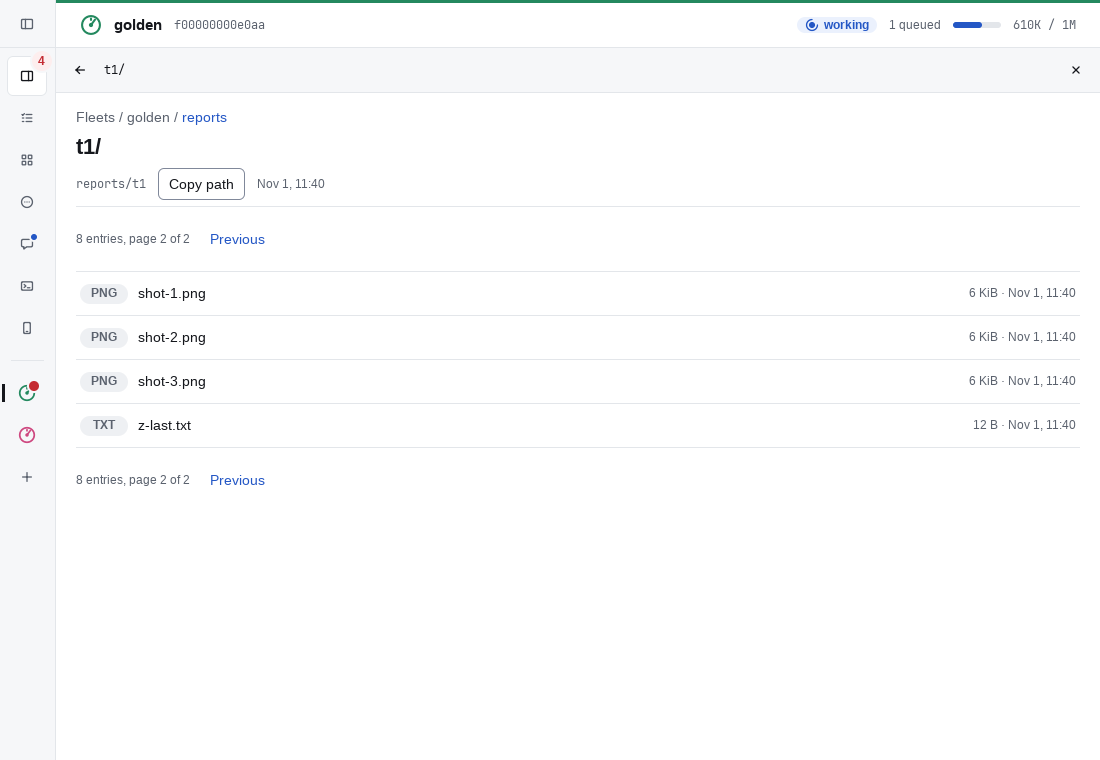 golden f00000000e0aa working 1 queued 610K / 1M
4
t1/
Fleets / golden / reports
t1/
reports/t1 Copy path Nov 1, 11:40
8 entries, page 2 of 2 Previous
PNG shot-1.png 6 KiB · Nov 1, 11:40
PNG shot-2.png 6 KiB · Nov 1, 11:40
PNG shot-3.png 6 KiB · Nov 1, 11:40
TXT z-last.txt 12 B · Nov 1, 11:40
8 entries, page 2 of 2 Previous